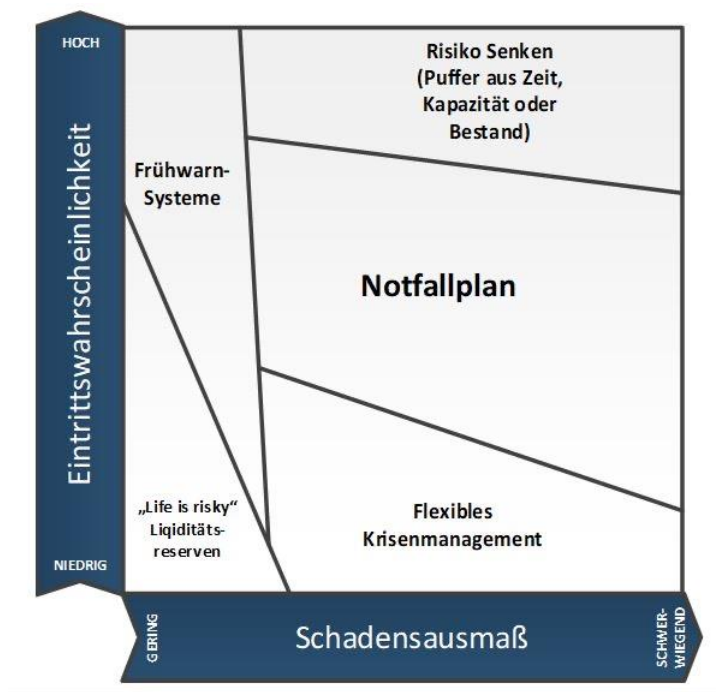 HOCH
Eintrittswahrscheinlichkeit
NIEDRIG
Risiko Senken
(Puffer aus Zeit,
Kapazität oder
Bestand)
Frühwarn-
Systeme
Notfallplan
„Life is risky“
Liqiditäts-
reserven
Flexibles
Krisenmanagement
GERING
Schadensausmaß
SCHWER-
WIEGEND